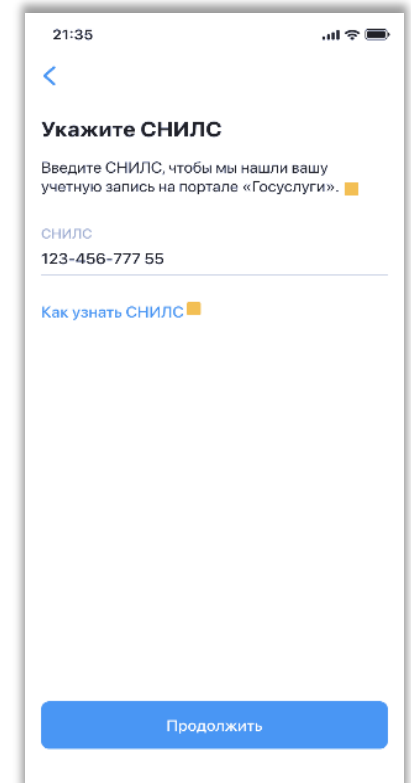 21:35
Укажите СНИЛС
Введите СНИЛС, чтобы мы нашли вашу
учетную запись на портале «Госуслуги».
СНИЛС
123-456-777 55
Как узнать СНИЛС
Продолжить